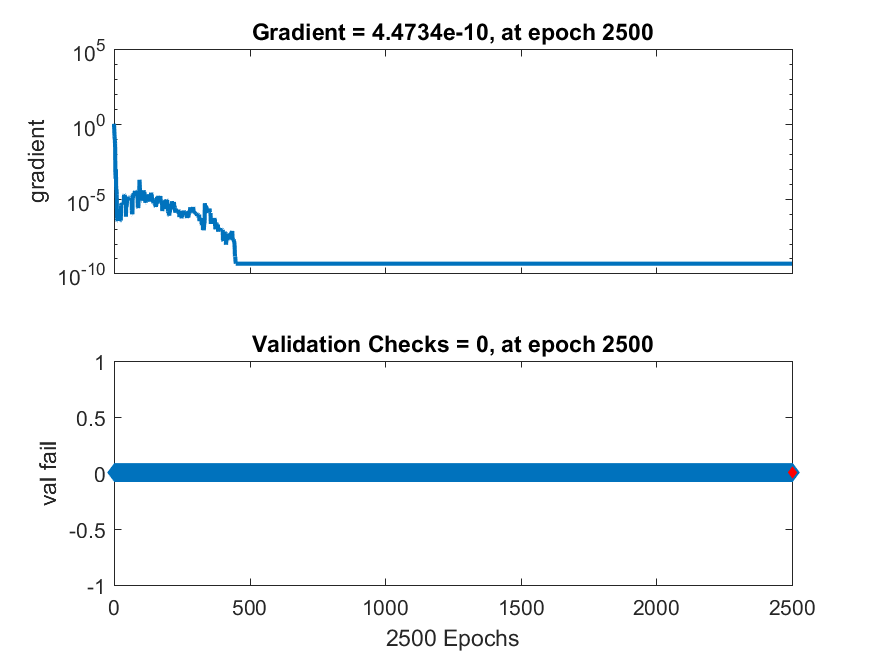 Gradient = 4.4734e-10, at epoch 2500
10^5
10^0
10^-5
10^-10
gradient
Validation Checks = 0, at epoch 2500
1
0.5
0
-0.5
-1
val fail
0 500 1000 1500 2000 2500
2500 Epochs